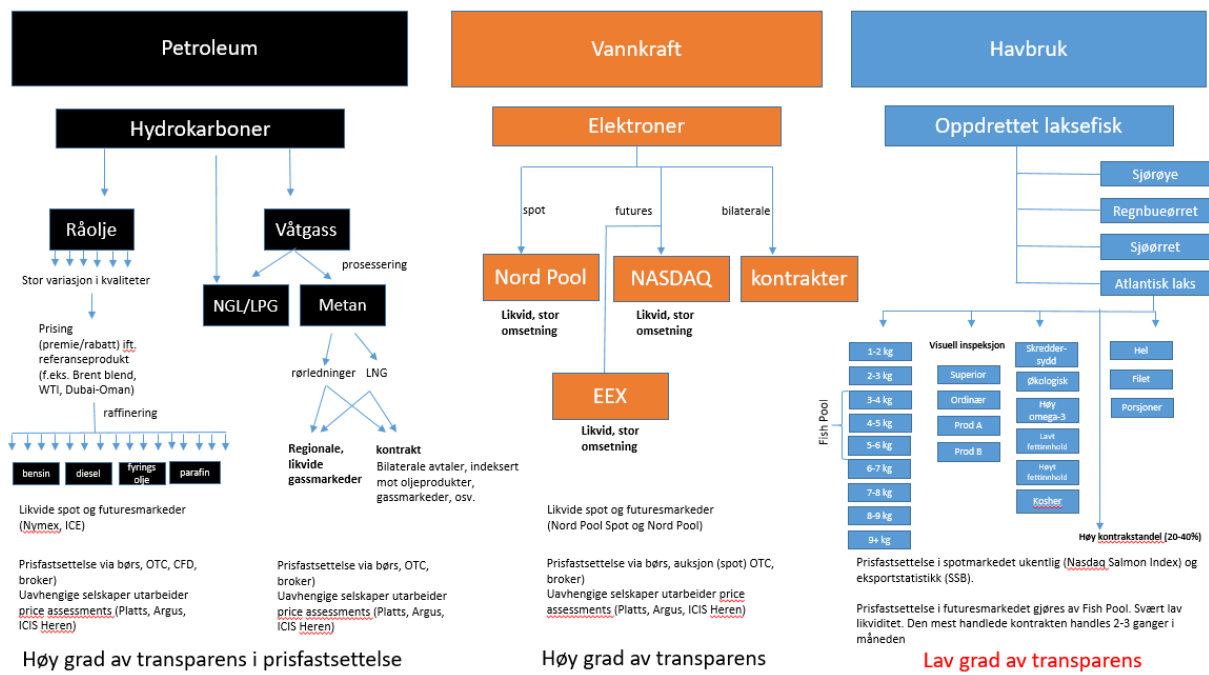 Petroleum
Hydrokarboner
Råolje
Våtgass
Stor variasjon i kvaliteter
prosessering
NGL/LPG
Metan
Prising
(premie/rabatt) ift.
referanseprodukt
(f.eks. Brent blend,
WTI, Dubai-Oman)
rørledninger
LNG
raffinering
Regionale,
likvide
gassmarkeder
kontrakt
Bilaterale avtaler, indeksert
mot oljeprodukter,
gassmarkeder, osv.
bensin
diesel
fyrings
olje
parafin
Likvide spot og futuresmarkeder
(Nymex, ICE)
Prisfastsettelse via børs, OTC, CFD,
broker)
Uavhengige selskaper utarbeider
price assessments (Platts, Argus,
ICIS Heren)
Prisfastsettelse via børs, OTC,
broker)
Uavhengige selskaper utarbeider
price assessments (Platts, Argus,
ICIS Heren)
Høy grad av transparens i prisfastsettelse
Vannkraft
Elektroner
spot
futures
bilaterale
Nord Pool
NASDAQ
kontrakter
Likvid, stor
omsetning
Likvid, stor
omsetning
EEX
Likvid, stor
omsetning
Likvide spot og futuresmarkeder
(Nord Pool Spot og Nord Pool)
Prisfastsettelse via børs, auksjon (spot) OTC,
broker)
Uavhengige selskaper utarbeider price
assessments (Platts, Argus, ICIS Heren)
Høy grad av transparens
Havbruk
Oppdrettet laksefisk
Sjørøye
Regnbueørret
Sjøørret
Atlantisk laks
Fish Pool
1-2 kg
2-3 kg
3-4 kg
4-5 kg
5-6 kg
6-7 kg
7-8 kg
8-9 kg
9+ kg
Visuell inspeksjon
Superior
Ordinær
Prod A
Prod B
Skredder-
sydd
Økologisk
Høy
omega-3
Lavt
fettinnhold
Høyt
fettinnhold
Kosher
Hel
Filet
Porsjoner
Høy kontrakstandel (20-40%)
Prisfastsettelse i spotmarkedet ukentlig (Nasdaq Salmon Index) og
eksportstatistikk (SSB).
Prisfastsettelse i futuresmarkedet gjøres av Fish Pool. Svært lav
likviditet. Den mest handlede kontrakten handles 2-3 ganger i
måneden
Lav grad av transparens